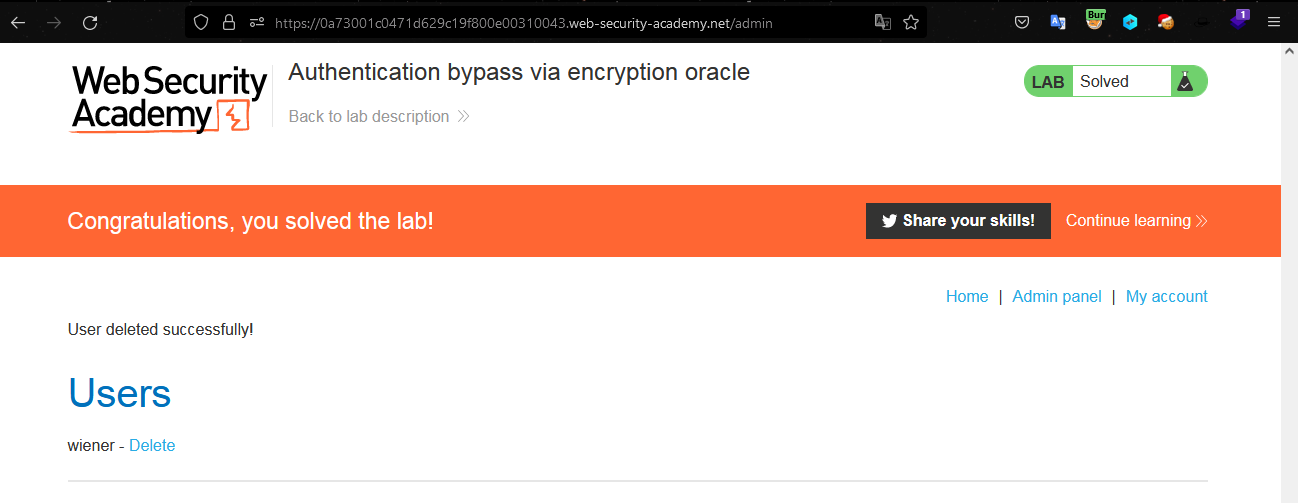 https://0a73001c0471d629c19f800e00310043.web-security-academy.net/admin
Bur
1
Web Security
Academy
Authentication bypass via encryption oracle
Back to lab description
LAB Solved
Congratulations, you solved the lab!
Share your skills!
Continue learning
Home | Admin panel | My account
User deleted successfully!
Users
wiener - Delete